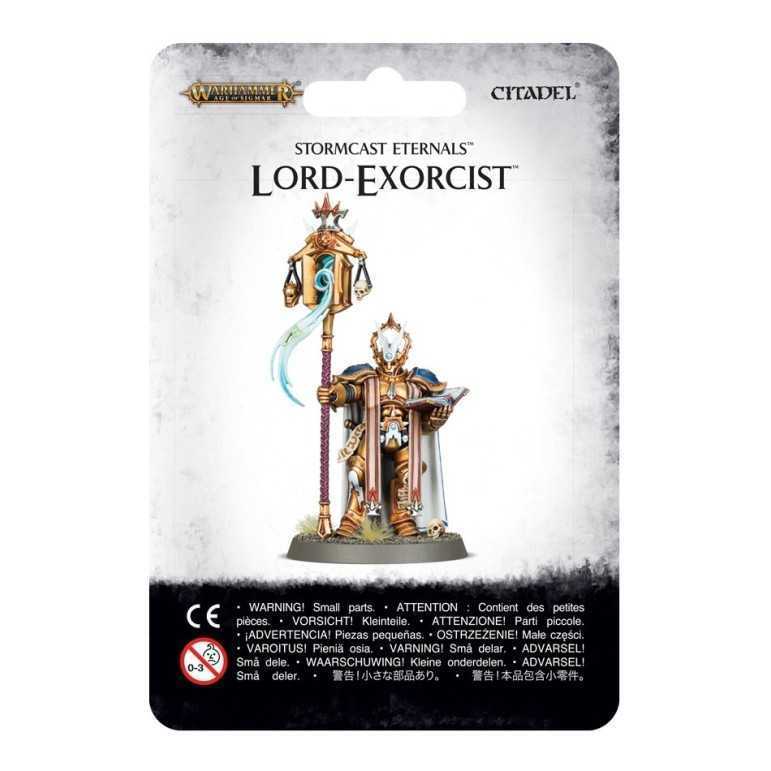 WARHAMMER
AGE OF SIGMAR
CITADEL®
STORMCAST ETERNALS™
LORD-EXORCIST™
CE
0-3
• WARNING! Small parts. • ATTENTION : Contient des petites
pièces. • VORSICHT! Kleinteile. • ATTENZIONE! Parti piccole.
• ¡ADVERTENCIA! Piezas pequeñas. • OSTRZEŻENIE! Małe części.
• VAROITUS! Pieniä osia. • VARNING! Små delar. • ADVARSEL!
Små dele. • WAARSCHUWING! Kleine onderdelen. • ADVARSEL!
Små deler. • 警告!小さな部品あり。 • 警告!本品包含小零件。